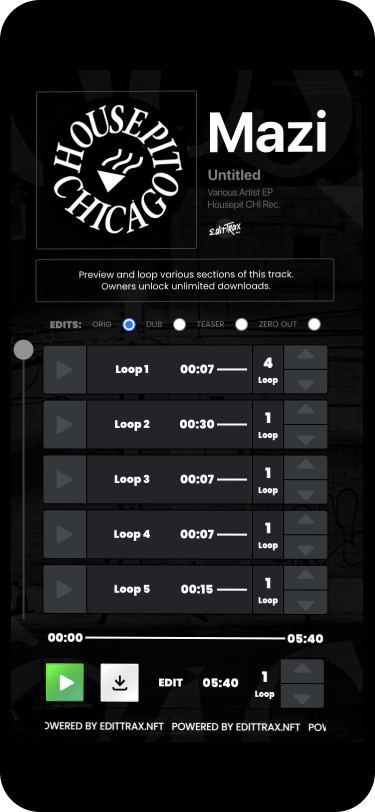 HOUSEPIT
CHICAGO
Mazi
Untitled
Various Artist EP
Housepit CHI Rec.
EditTrax
Preview and loop various sections of this track.
Owners unlock unlimited downloads.
EDITS: ORIG DUB TEASER ZERO OUT
Loop 1 00:07 4 Loop
Loop 2 00:30 1 Loop
Loop 3 00:07 1 Loop
Loop 4 00:07 1 Loop
Loop 5 00:15 1 Loop
00:00 05:40
EDIT 05:40 1 Loop
OWERED BY EDITTRAX.NFT POWERED BY EDITTRAX.NFT POW